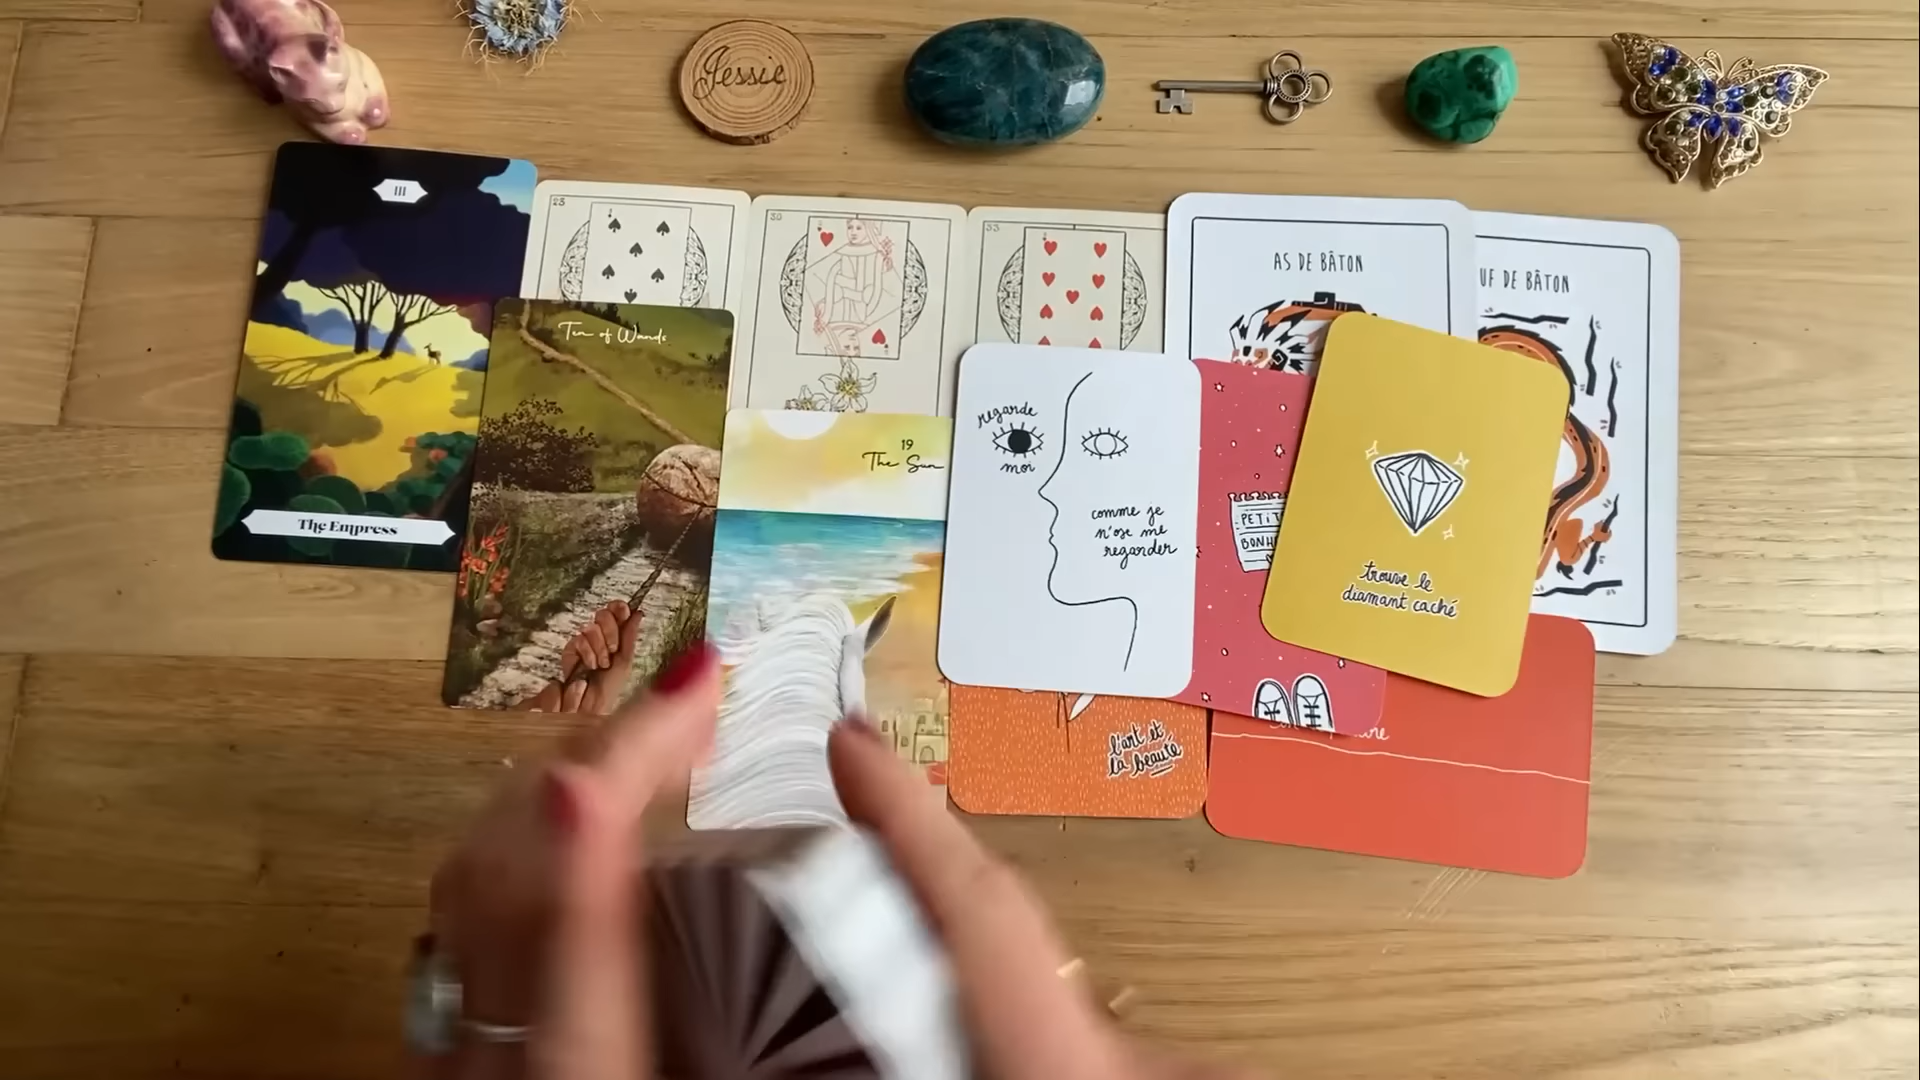 Jessie
III
The Empress
23
30
33
Ten of Wands
19
The Sun
AS DE BÂTON
UF DE BÂTON
regarde
moi
comme je
n'ose me
regarder
PETIT
BONH
trouve le
diamant caché
l'art et
la beauté